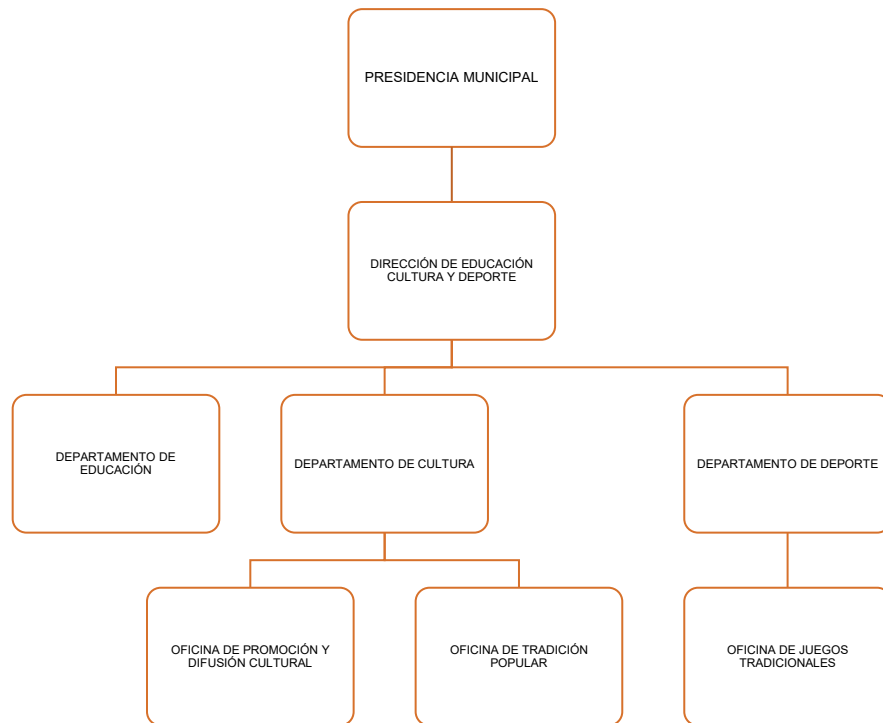 PRESIDENCIA MUNICIPAL
DIRECCIÓN DE EDUCACIÓN
CULTURA Y DEPORTE
DEPARTAMENTO DE
EDUCACIÓN
DEPARTAMENTO DE CULTURA
DEPARTAMENTO DE DEPORTE
OFICINA DE PROMOCIÓN Y
DIFUSIÓN CULTURAL
OFICINA DE TRADICIÓN
POPULAR
OFICINA DE JUEGOS
TRADICIONALES